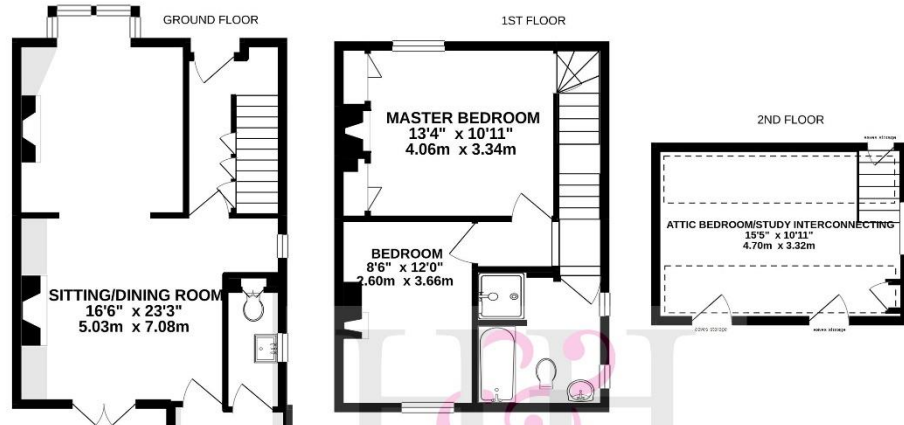 GROUND FLOOR
SITTING/DINING ROOM
16'6" x 23'3"
5.03m x 7.08m
1ST FLOOR
MASTER BEDROOM
13'4" x 10'11"
4.06m x 3.34m
BEDROOM
8'6" x 12'0"
2.60m x 3.66m
2ND FLOOR
eaves storage
ATTIC BEDROOM/STUDY INTERCONNECTING
15'5" x 10'11"
4.70m x 3.32m
eaves storage
eaves storage
H&H